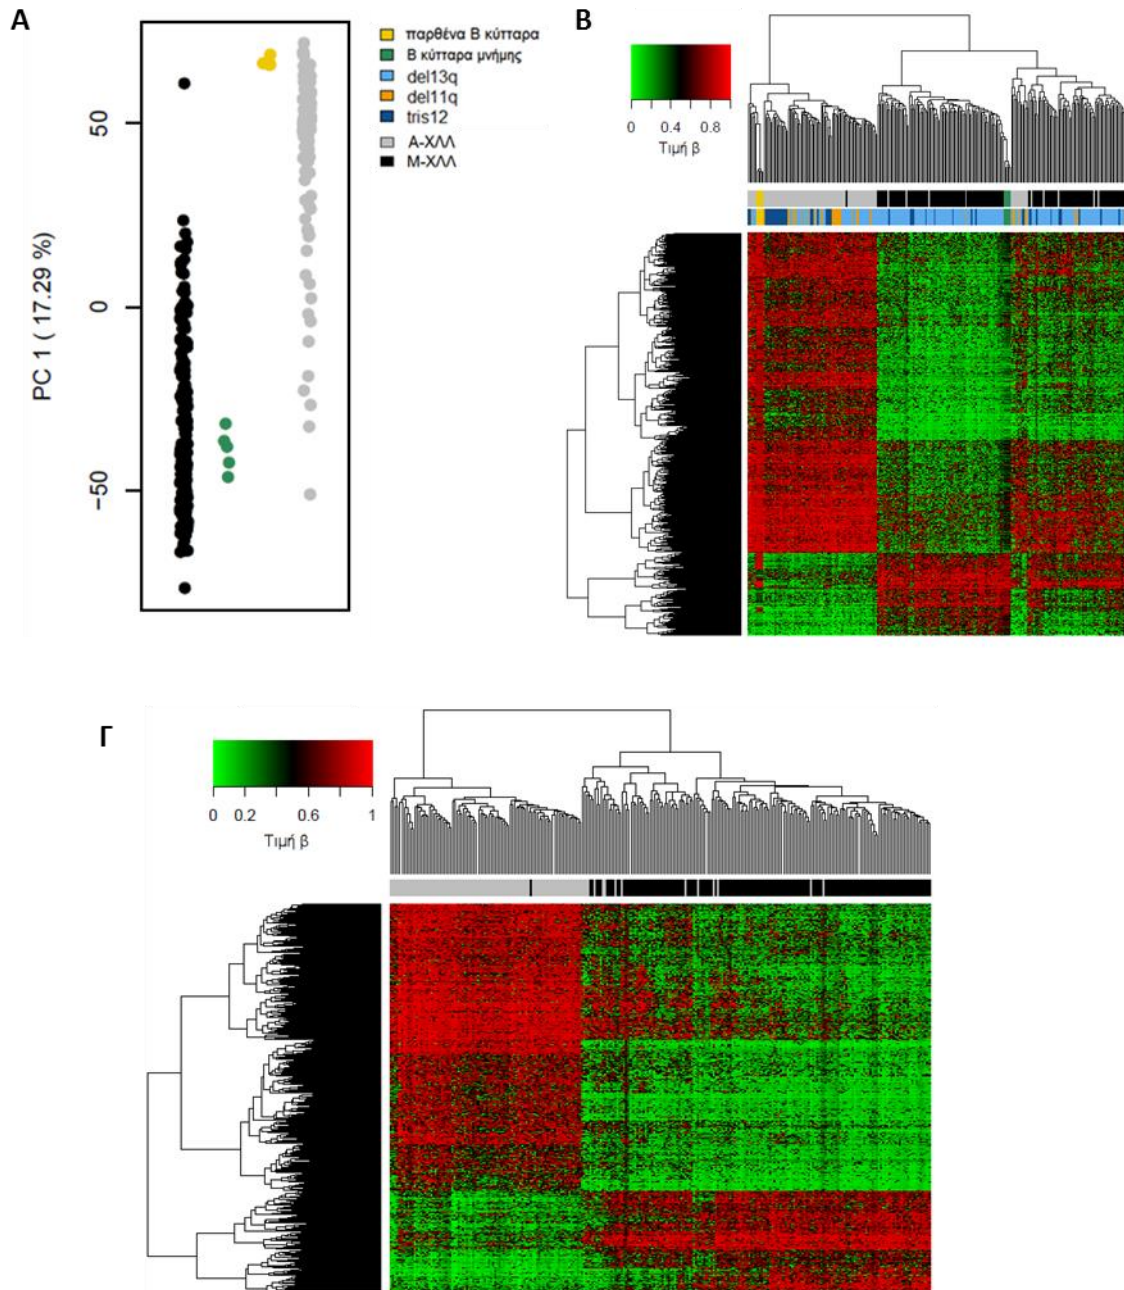 A
PC 1 ( 17.29 %)
50
0
−50
παρθένα Β κύτταρα
Β κύτταρα μνήμης
del13q
del11q
tris12
Α-ΧΛΛ
Μ-ΧΛΛ
B
0 0.4 0.8
Τιμή β
Γ
0 0.2 0.6 1
Τιμή β